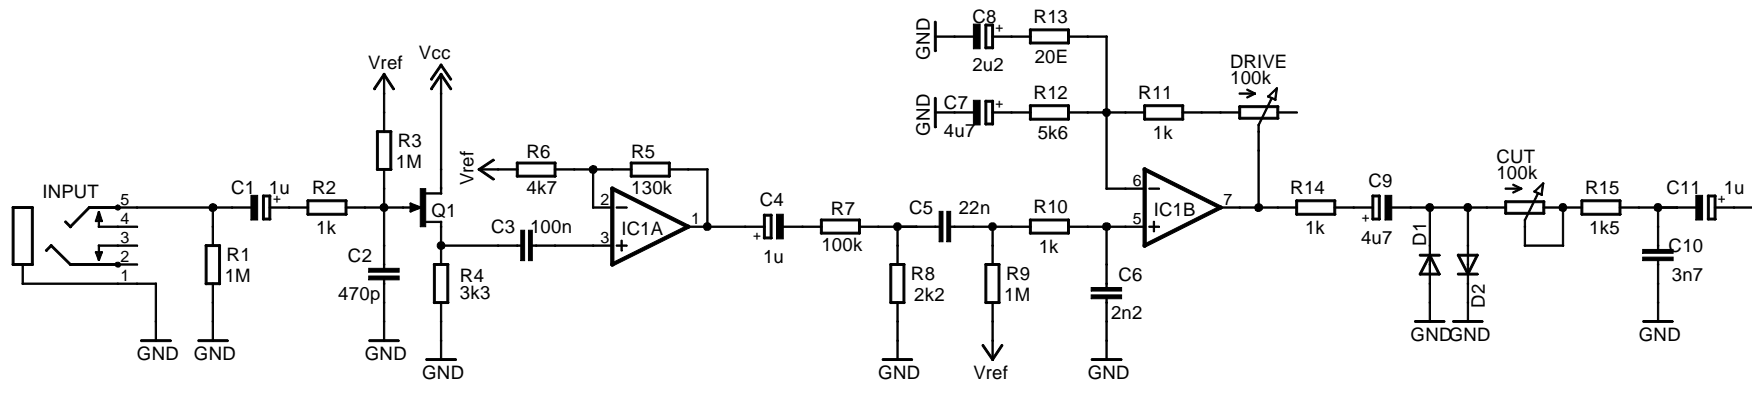 INPUT
5
4
3
2
1
GND
R1
1M
GND
C1
1u
+
R2
1k
Vref
R3
1M
C2
470p
GND
Vcc
Q1
R4
3k3
GND
C3
100n
Vref
R6
4k7
R5
130k
2
3
1
IC1A
C4
+
1u
R7
100k
R8
2k2
GND
C5
22n
R9
1M
Vref
R10
1k
C6
2n2
GND
GND
C8
+
2u2
R13
20E
GND
C7
+
4u7
R12
5k6
R11
1k
DRIVE
100k
6
5
7
IC1B
R14
1k
C9
+
4u7
D1
GND
D2
GND
CUT
100k
R15
1k5
C10
3n7
GND
C11
+
1u